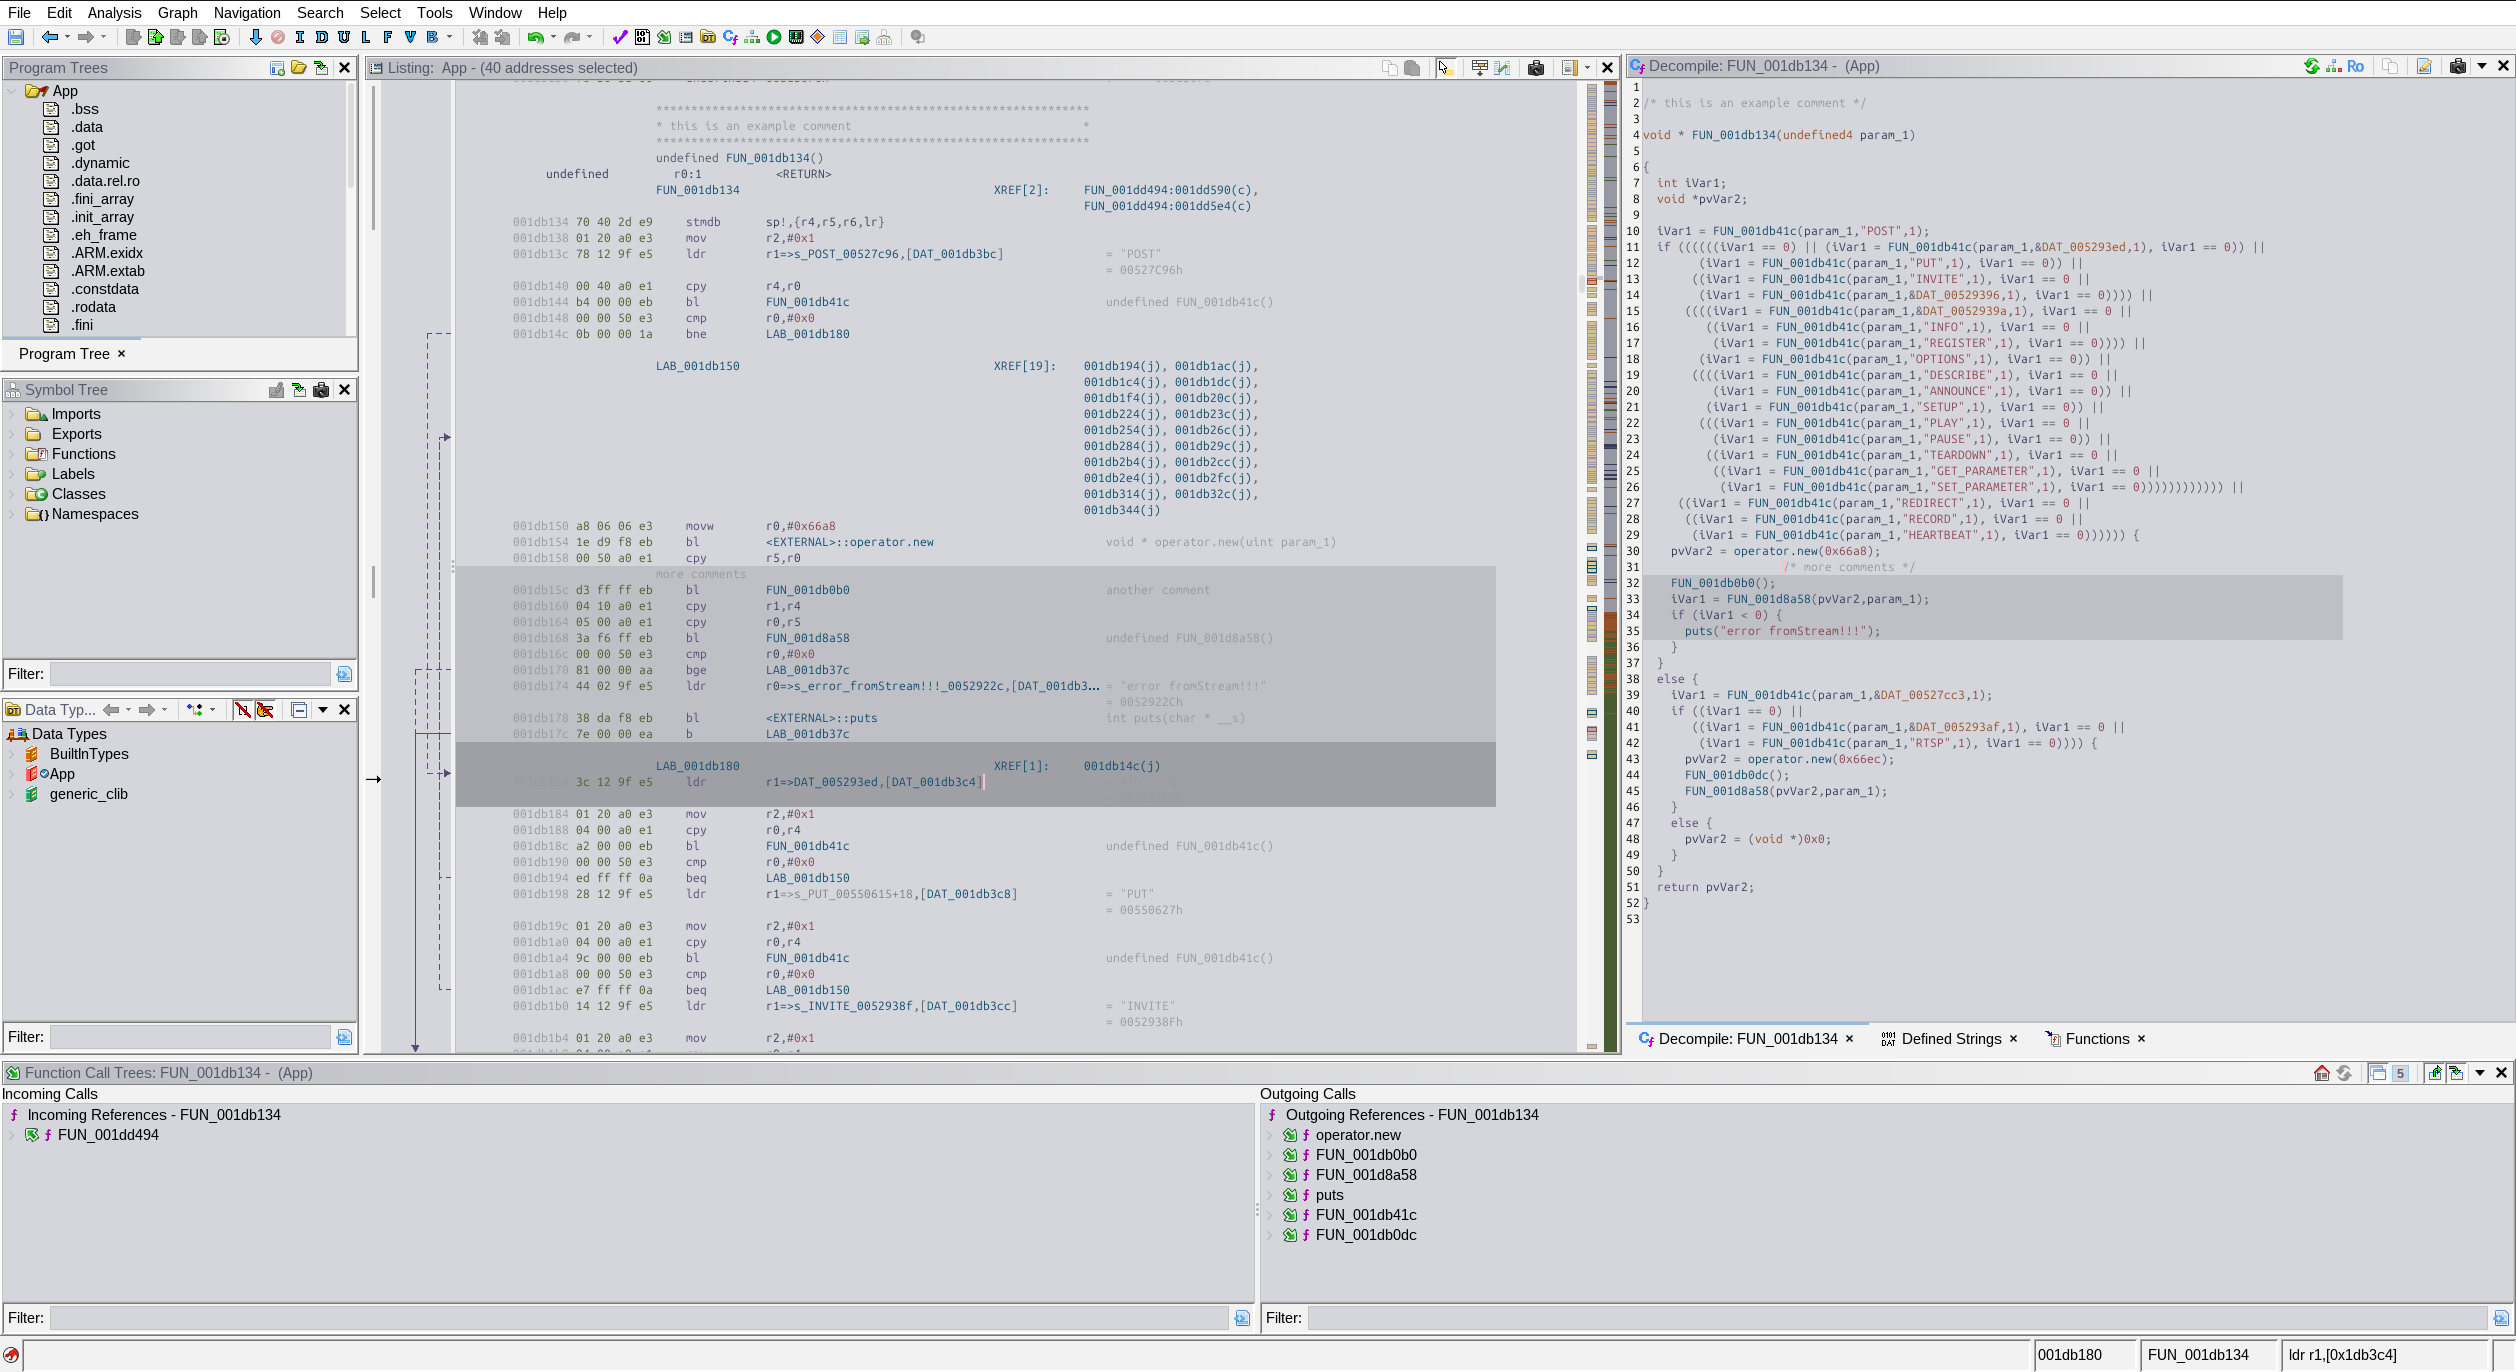 File Edit Analysis Graph Navigation Search Select Tools Window Help
I D U L F V B
Program Trees
App
.bss
.data
.got
.dynamic
.data.rel.ro
.fini_array
.init_array
.eh_frame
.ARM.exidx
.ARM.extab
.constdata
.rodata
.fini
Program Tree ×
Symbol Tree
Imports
Exports
Functions
Labels
Classes
Namespaces
Filter:
Data Typ...
Data Types
BuiltInTypes
App
generic_clib
Filter:
Listing: App - (40 addresses selected)
**************************************************************
* this is an example comment *
**************************************************************
undefined FUN_001db134()
undefined r0:1 <RETURN>
FUN_001db134 XREF[2]: FUN_001dd494:001dd590(c),
FUN_001dd494:001dd5e4(c)
001db134 70 40 2d e9 stmdb sp!,{r4,r5,r6,lr}
001db138 01 20 a0 e3 mov r2,#0x1
001db13c 78 12 9f e5 ldr r1=>s_POST_00527c96,[DAT_001db3bc] = "POST"
= 00527C96h
001db140 00 40 a0 e1 cpy r4,r0
001db144 b4 00 00 eb bl FUN_001db41c undefined FUN_001db41c()
001db148 00 00 50 e3 cmp r0,#0x0
001db14c 0b 00 00 1a bne LAB_001db180
LAB_001db150 XREF[19]: 001db194(j), 001db1ac(j),
001db1c4(j), 001db1dc(j),
001db1f4(j), 001db20c(j),
001db224(j), 001db23c(j),
001db254(j), 001db26c(j),
001db284(j), 001db29c(j),
001db2b4(j), 001db2cc(j),
001db2e4(j), 001db2fc(j),
001db314(j), 001db32c(j),
001db344(j)
001db150 a8 06 06 e3 movw r0,#0x66a8
001db154 1e d9 f8 eb bl <EXTERNAL>::operator.new void * operator.new(uint param_1)
001db158 00 50 a0 e1 cpy r5,r0
more comments
001db15c d3 ff ff eb bl FUN_001db0b0 another comment
001db160 04 10 a0 e1 cpy r1,r4
001db164 05 00 a0 e1 cpy r0,r5
001db168 3a f6 ff eb bl FUN_001d8a58 undefined FUN_001d8a58()
001db16c 00 00 50 e3 cmp r0,#0x0
001db170 81 00 00 aa bge LAB_001db37c
001db174 44 02 9f e5 ldr r0=>s_error_fromStream!!!_0052922c,[DAT_001db3... = "error fromStream!!!"
= 0052922Ch
001db178 38 da f8 eb bl <EXTERNAL>::puts int puts(char * __s)
001db17c 7e 00 00 ea b LAB_001db37c
LAB_001db180 XREF[1]: 001db14c(j)
3c 12 9f e5 ldr r1=>DAT_005293ed,[DAT_001db3c4]
001db184 01 20 a0 e3 mov r2,#0x1
001db188 04 00 a0 e1 cpy r0,r4
001db18c a2 00 00 eb bl FUN_001db41c undefined FUN_001db41c()
001db190 00 00 50 e3 cmp r0,#0x0
001db194 ed ff ff 0a beq LAB_001db150
001db198 28 12 9f e5 ldr r1=>s_PUT_00550615+18,[DAT_001db3c8] = "PUT"
= 00550627h
001db19c 01 20 a0 e3 mov r2,#0x1
001db1a0 04 00 a0 e1 cpy r0,r4
001db1a4 9c 00 00 eb bl FUN_001db41c undefined FUN_001db41c()
001db1a8 00 00 50 e3 cmp r0,#0x0
001db1ac e7 ff ff 0a beq LAB_001db150
001db1b0 14 12 9f e5 ldr r1=>s_INVITE_0052938f,[DAT_001db3cc] = "INVITE"
= 0052938Fh
001db1b4 01 20 a0 e3 mov r2,#0x1
Decompile: FUN_001db134 - (App)
Ro
1
2 /* this is an example comment */
3
4 void * FUN_001db134(undefined4 param_1)
5
6 {
7 int iVar1;
8 void *pvVar2;
9
10 iVar1 = FUN_001db41c(param_1,"POST",1);
11 if ((((((iVar1 == 0) || (iVar1 = FUN_001db41c(param_1,&DAT_005293ed,1), iVar1 == 0)) ||
12 (iVar1 = FUN_001db41c(param_1,"PUT",1), iVar1 == 0)) ||
13 ((iVar1 = FUN_001db41c(param_1,"INVITE",1), iVar1 == 0 ||
14 (iVar1 = FUN_001db41c(param_1,&DAT_00529396,1), iVar1 == 0)))) ||
15 ((((iVar1 = FUN_001db41c(param_1,&DAT_0052939a,1), iVar1 == 0 ||
16 ((iVar1 = FUN_001db41c(param_1,"INFO",1), iVar1 == 0 ||
17 (iVar1 = FUN_001db41c(param_1,"REGISTER",1), iVar1 == 0)))) ||
18 (iVar1 = FUN_001db41c(param_1,"OPTIONS",1), iVar1 == 0)) ||
19 ((((iVar1 = FUN_001db41c(param_1,"DESCRIBE",1), iVar1 == 0 ||
20 (iVar1 = FUN_001db41c(param_1,"ANNOUNCE",1), iVar1 == 0)) ||
21 (iVar1 = FUN_001db41c(param_1,"SETUP",1), iVar1 == 0)) ||
22 (((iVar1 = FUN_001db41c(param_1,"PLAY",1), iVar1 == 0 ||
23 (iVar1 = FUN_001db41c(param_1,"PAUSE",1), iVar1 == 0)) ||
24 ((iVar1 = FUN_001db41c(param_1,"TEARDOWN",1), iVar1 == 0 ||
25 ((iVar1 = FUN_001db41c(param_1,"GET_PARAMETER",1), iVar1 == 0 ||
26 (iVar1 = FUN_001db41c(param_1,"SET_PARAMETER",1), iVar1 == 0)))))))))))) ||
27 ((iVar1 = FUN_001db41c(param_1,"REDIRECT",1), iVar1 == 0 ||
28 ((iVar1 = FUN_001db41c(param_1,"RECORD",1), iVar1 == 0 ||
29 (iVar1 = FUN_001db41c(param_1,"HEARTBEAT",1), iVar1 == 0)))))) {
30 pvVar2 = operator.new(0x66a8);
31 /* more comments */
32 FUN_001db0b0();
33 iVar1 = FUN_001d8a58(pvVar2,param_1);
34 if (iVar1 < 0) {
35 puts("error fromStream!!!");
36 }
37 }
38 else {
39 iVar1 = FUN_001db41c(param_1,&DAT_00527cc3,1);
40 if ((iVar1 == 0) ||
41 ((iVar1 = FUN_001db41c(param_1,&DAT_005293af,1), iVar1 == 0 ||
42 (iVar1 = FUN_001db41c(param_1,"RTSP",1), iVar1 == 0)))) {
43 pvVar2 = operator.new(0x66ec);
44 FUN_001db0dc();
45 FUN_001d8a58(pvVar2,param_1);
46 }
47 else {
48 pvVar2 = (void *)0x0;
49 }
50 }
51 return pvVar2;
52 }
53
Decompile: FUN_001db134 × Defined Strings × Functions ×
Function Call Trees: FUN_001db134 - (App)
5
Incoming Calls
Incoming References - FUN_001db134
FUN_001dd494
Filter:
Outgoing Calls
Outgoing References - FUN_001db134
operator.new
FUN_001db0b0
FUN_001d8a58
puts
FUN_001db41c
FUN_001db0dc
Filter:
001db180 FUN_001db134 ldr r1,[0x1db3c4]